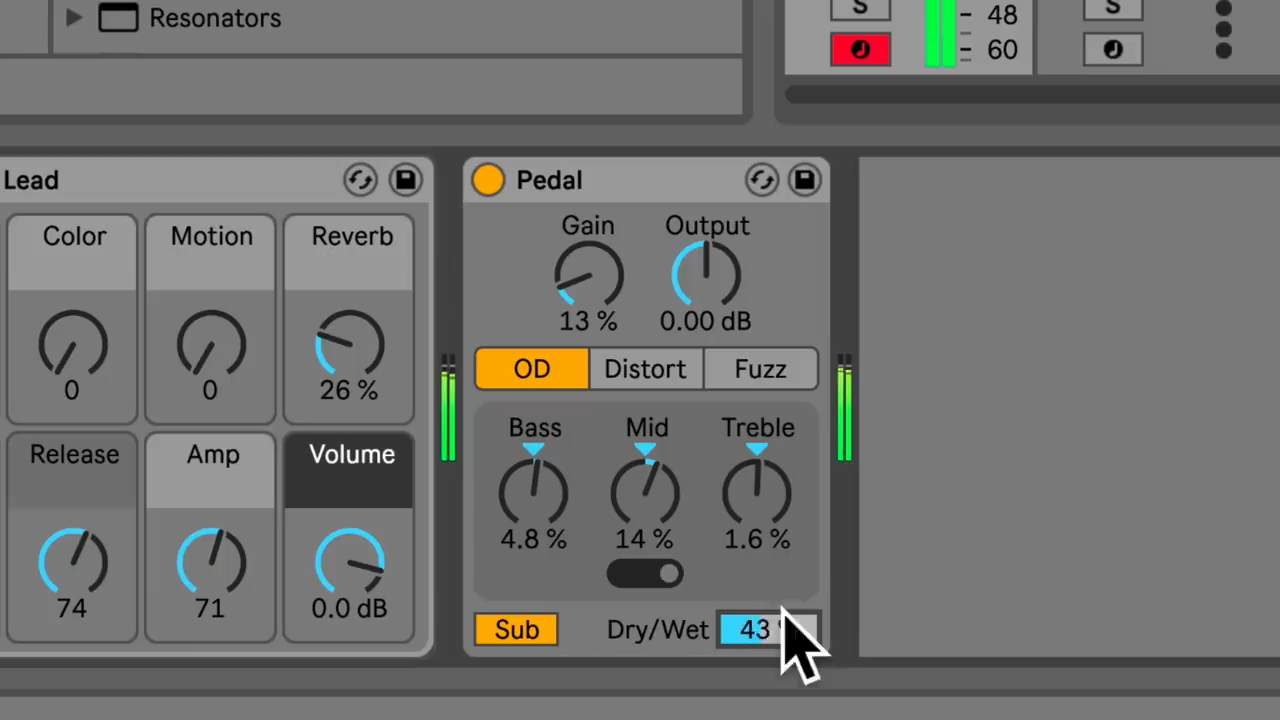 Resonators
S
48
60
S
Lead
Color
Motion
Reverb
0
0
26 %
Release
Amp
Volume
74
71
0.0 dB
Pedal
Gain
Output
13 %
0.00 dB
OD
Distort
Fuzz
Bass
Mid
Treble
4.8 %
14 %
1.6 %
Sub
Dry/Wet
43